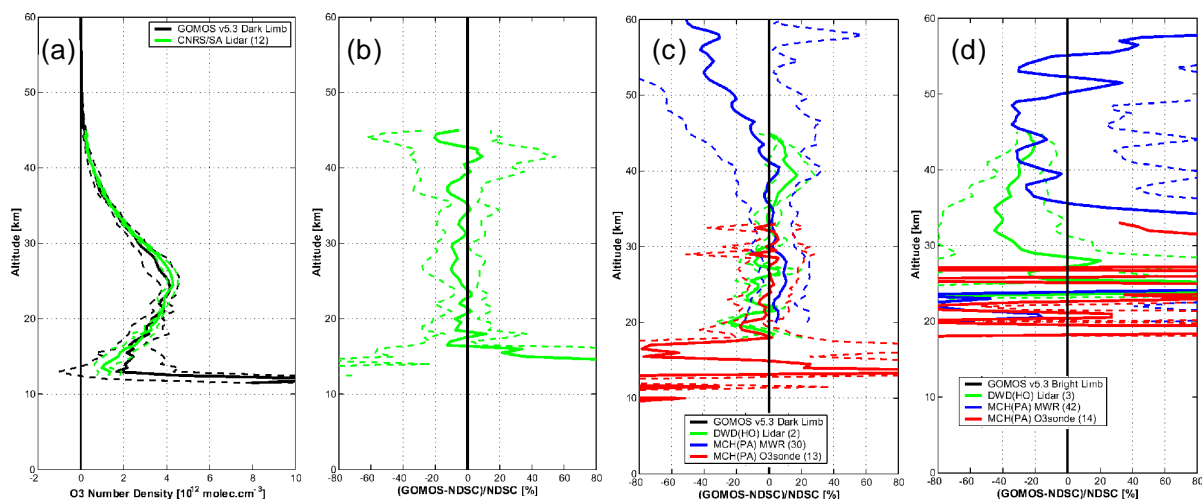 (a)
GOMOS v5.3 Dark Limb
CNRS/SA Lidar (12)
60
50
40
30
20
10
0
Altitude [km]
0
2
4
6
8
10
O3 Number Density [10^12 molec.cm^-3]
(b)
60
50
40
30
20
10
0
Altitude [km]
-80
-60
-40
-20
0
20
40
60
80
(GOMOS-NDSC)/NDSC [%]
(c)
60
50
40
30
20
10
0
Altitude [km]
GOMOS v5.3 Dark Limb
DWD(HO) Lidar (2)
MCH(PA) MWR (30)
MCH(PA) O3sonde (13)
-80
-60
-40
-20
0
20
40
60
80
(GOMOS-NDSC)/NDSC [%]
(d)
60
50
40
30
20
10
0
Altitude [km]
GOMOS v5.3 Bright Limb
DWD(HO) Lidar (3)
MCH(PA) MWR (42)
MCH(PA) O3sonde (14)
-80
-60
-40
-20
0
20
40
60
80
(GOMOS-NDSC)/NDSC [%]